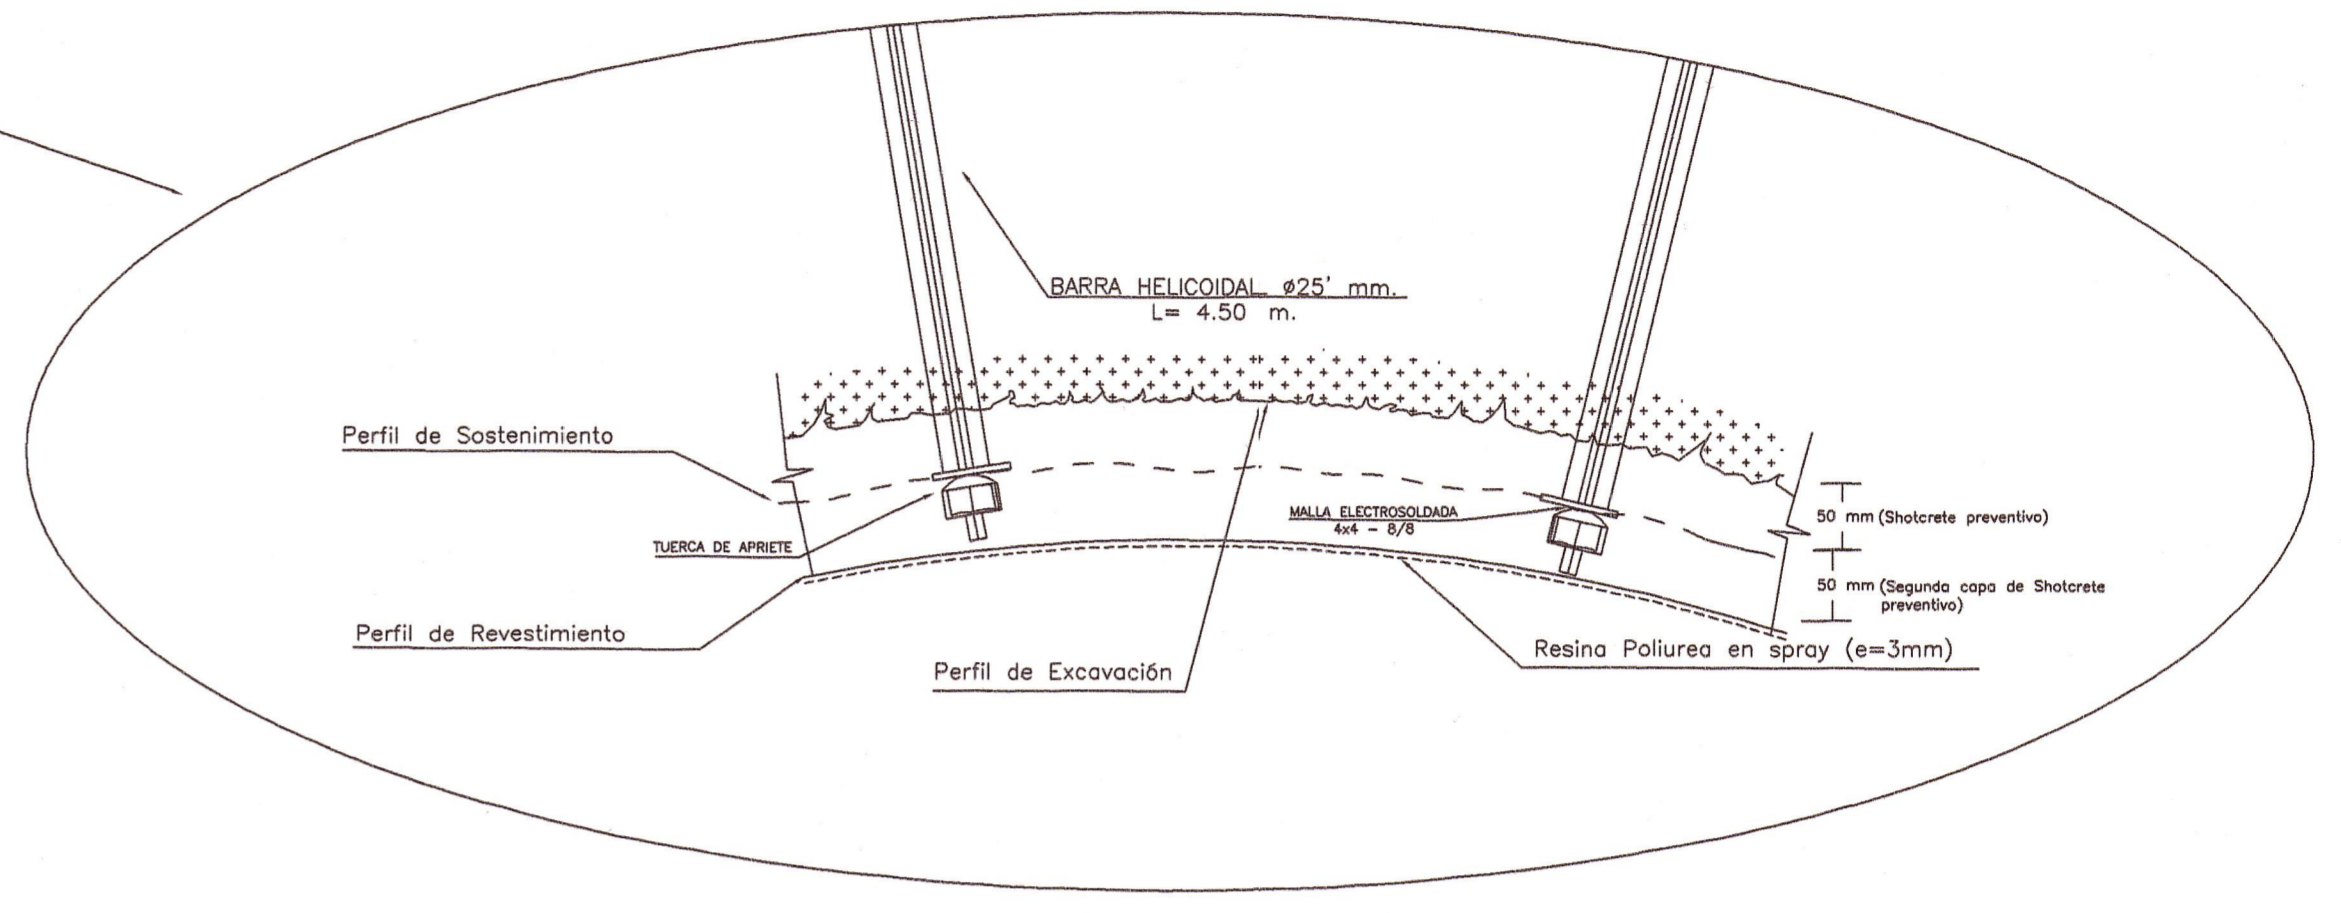 BARRA HELICOIDAL ø25' mm.
L= 4.50 m.
Perfil de Sostenimiento
MALLA ELECTROSOLDADA
4x4 - 8/8
50 mm (Shotcrete preventivo)
TUERCA DE APRIETE
50 mm (Segunda capa de Shotcrete
preventivo)
Perfil de Revestimiento
Perfil de Excavación
Resina Poliurea en spray (e=3mm)